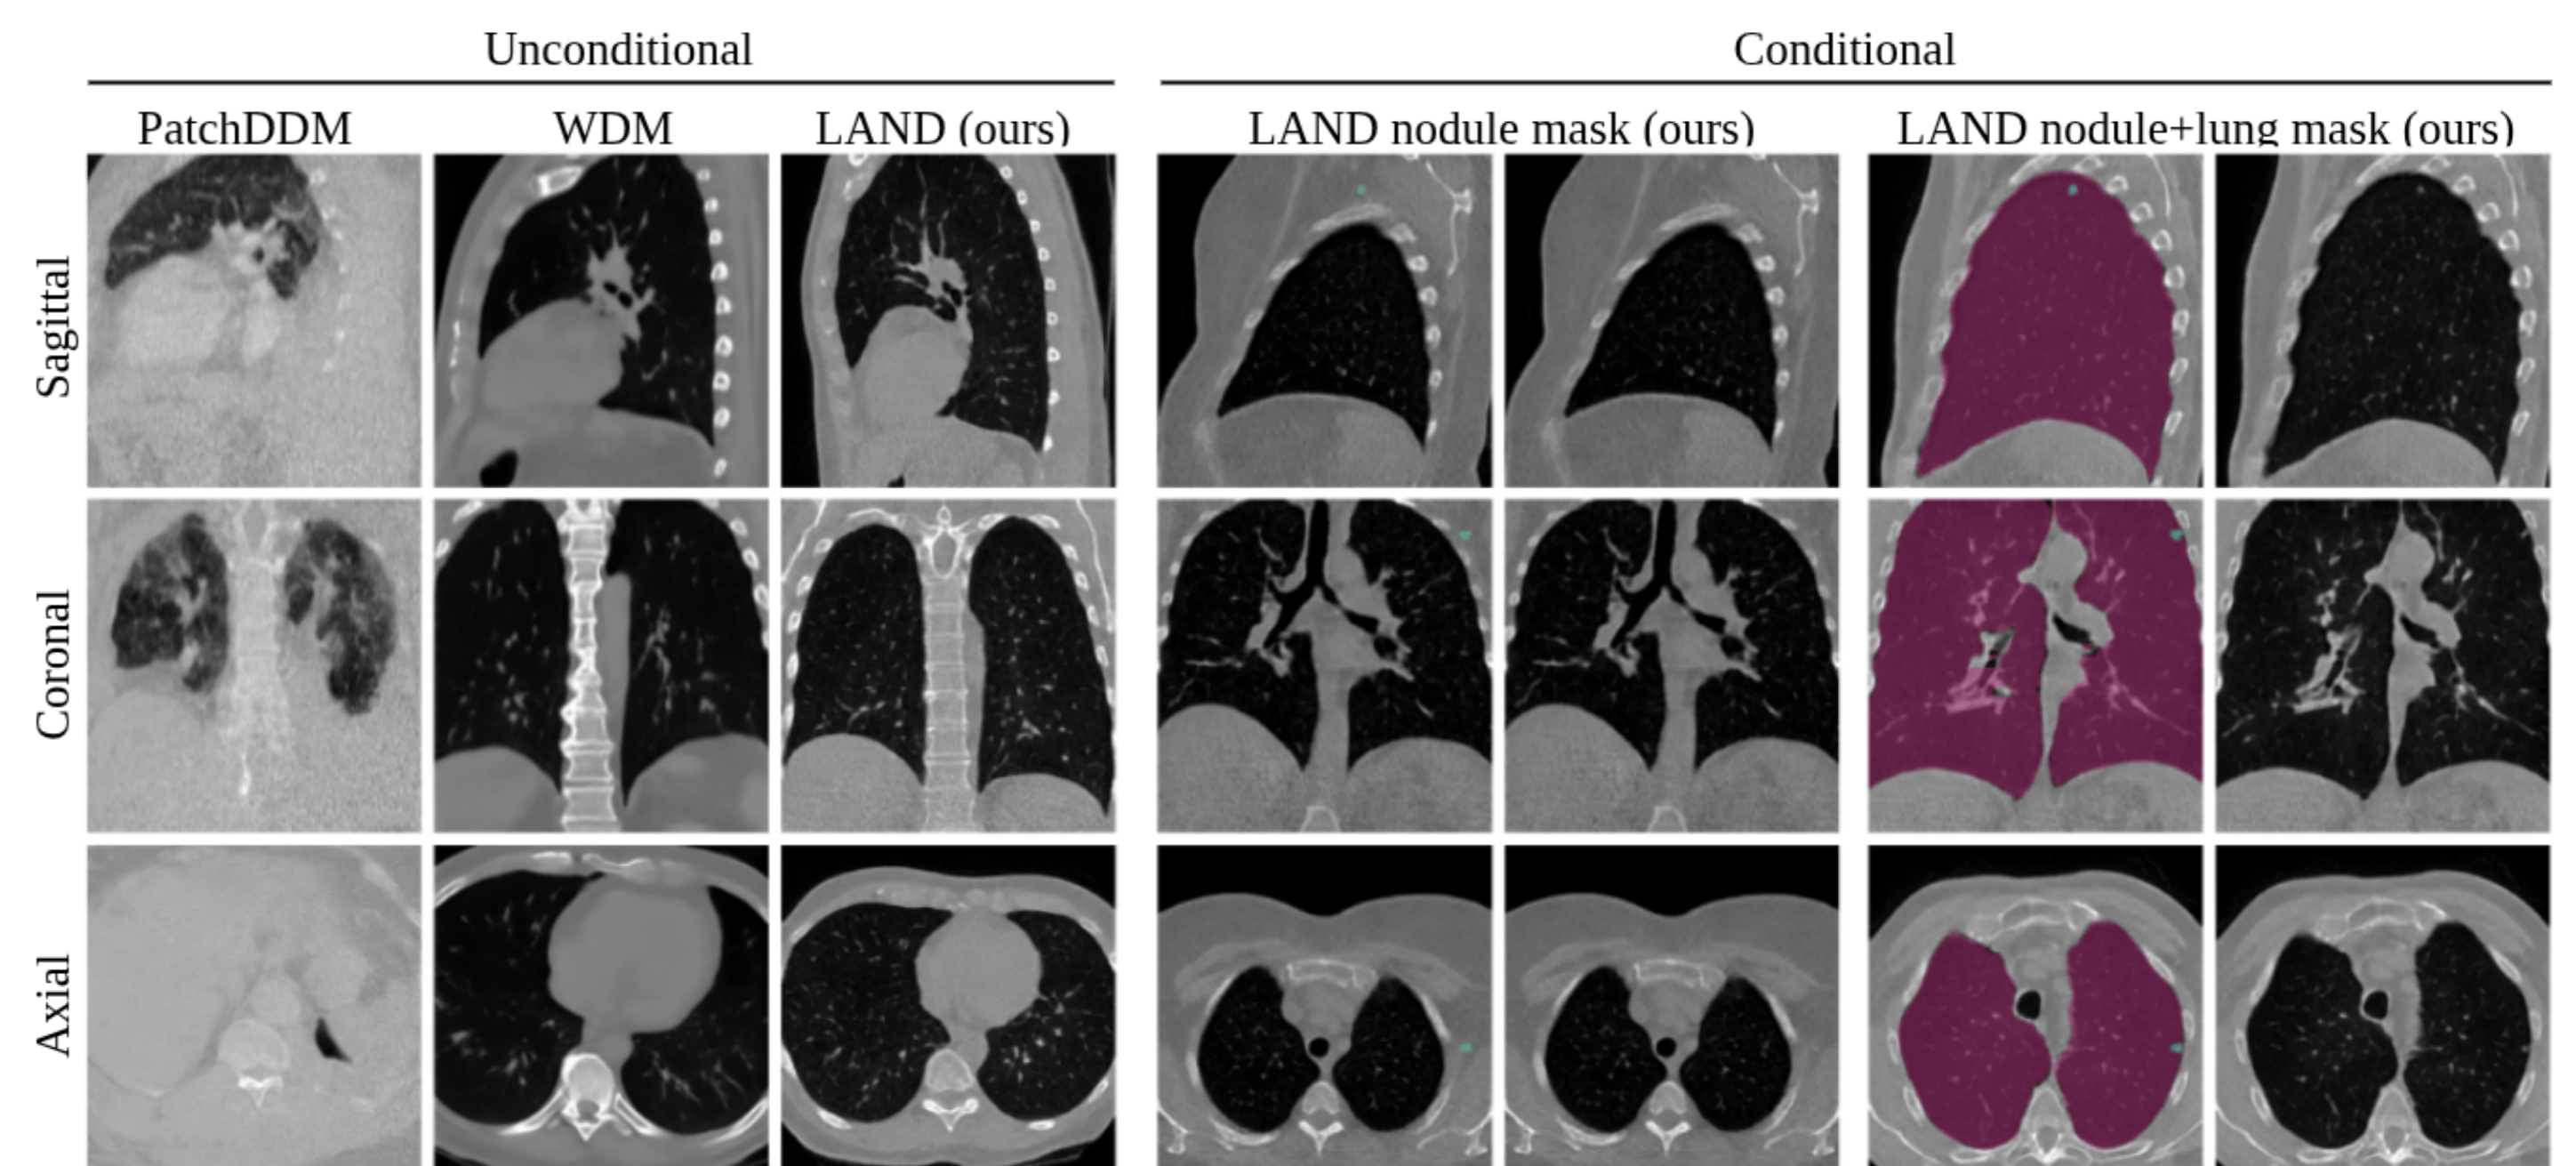 Unconditional
Conditional
PatchDDM
WDM
LAND (ours)
LAND nodule mask (ours)
LAND nodule+lung mask (ours)
Sagittal
Coronal
Axial